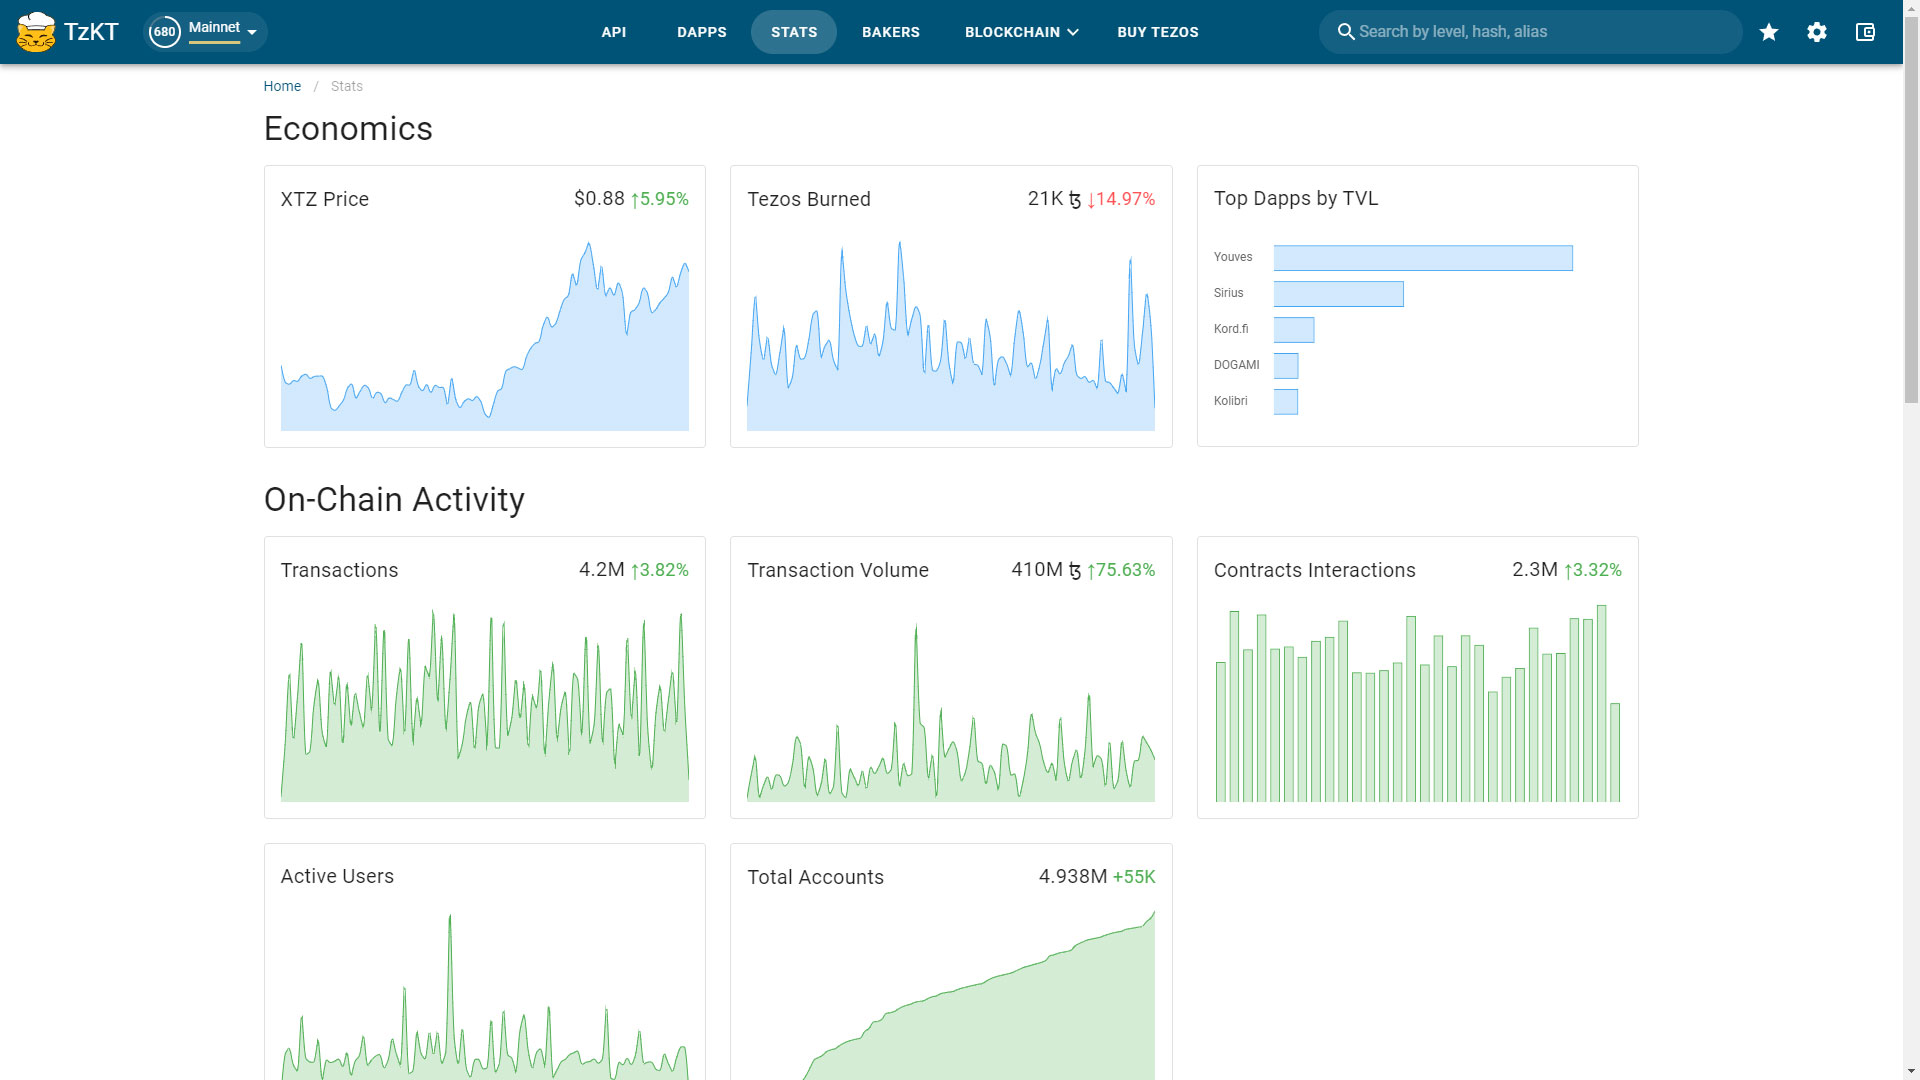 TzKT
680
Mainnet
API
DAPPS
STATS
BAKERS
BLOCKCHAIN
BUY TEZOS
Search by level, hash, alias
Home / Stats
Economics
XTZ Price
$0.88 ↑5.95%
Tezos Burned
21K ꜩ ↓14.97%
Top Dapps by TVL
Youves
Sirius
Kord.fi
DOGAMI
Kolibri
On-Chain Activity
Transactions
4.2M ↑3.82%
Transaction Volume
410M ꜩ ↑75.63%
Contracts Interactions
2.3M ↑3.32%
Active Users
Total Accounts
4.938M +55K